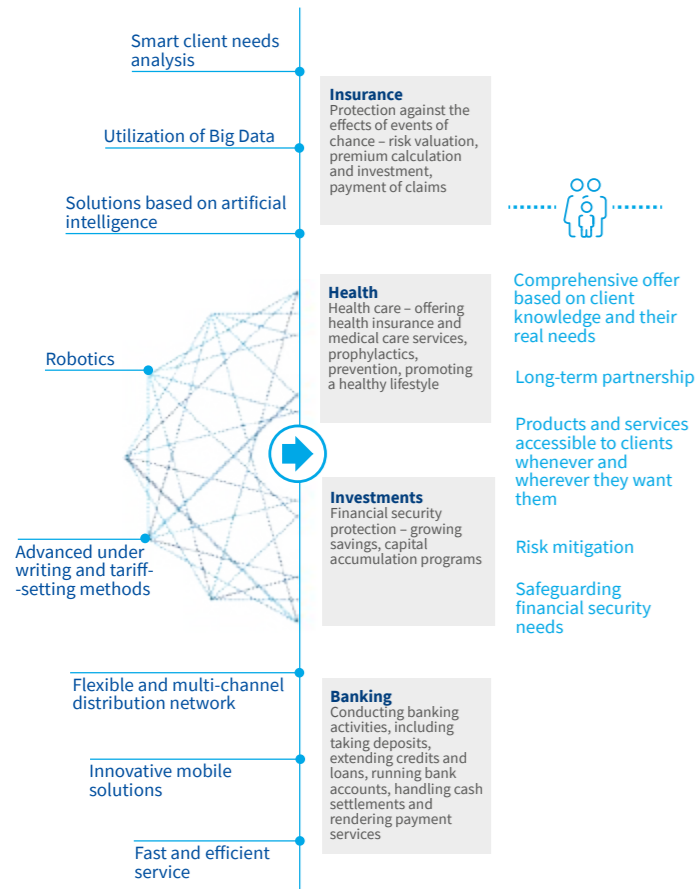 Smart client needs
analysis
Utilization of Big Data
Solutions based on artificial
intelligence
Robotics
Advanced under
writing and tariff-
-setting methods
Flexible and multi-channel
distribution network
Innovative mobile
solutions
Fast and efficient
service
Insurance
Protection against the
effects of events of
chance – risk valuation,
premium calculation
and investment,
payment of claims
Health
Health care – offering
health insurance and
medical care services,
prophylactics,
prevention, promoting
a healthy lifestyle
Investments
Financial security
protection – growing
savings, capital
accumulation programs
Banking
Conducting banking
activities, including
taking deposits,
extending credits and
loans, running bank
accounts, handling cash
settlements and
rendering payment
services
Comprehensive offer
based on client
knowledge and their
real needs
Long-term partnership
Products and services
accessible to clients
whenever and
wherever they want
them
Risk mitigation
Safeguarding
financial security
needs